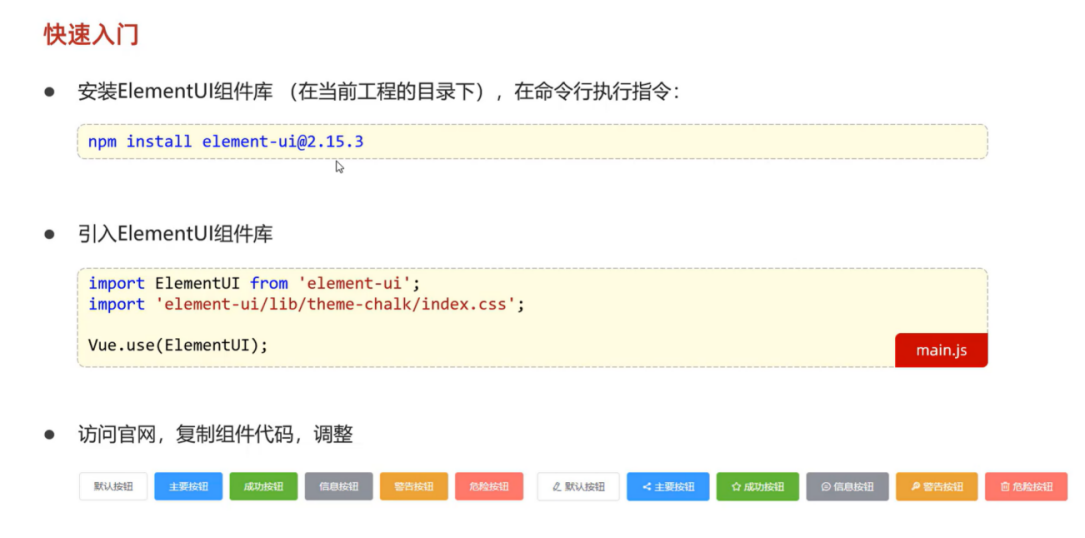 快速入门
安装ElementUI组件库 （在当前工程的目录下），在命令行执行指令：
npm install element-ui@2.15.3
引入ElementUI组件库
import ElementUI from 'element-ui';
import 'element-ui/lib/theme-chalk/index.css';
Vue.use(ElementUI);
main.js
访问官网，复制组件代码，调整
默认按钮 主要按钮 成功按钮 信息按钮 警告按钮 危险按钮 默认按钮 主要按钮 成功按钮 信息按钮 警告按钮 危险按钮